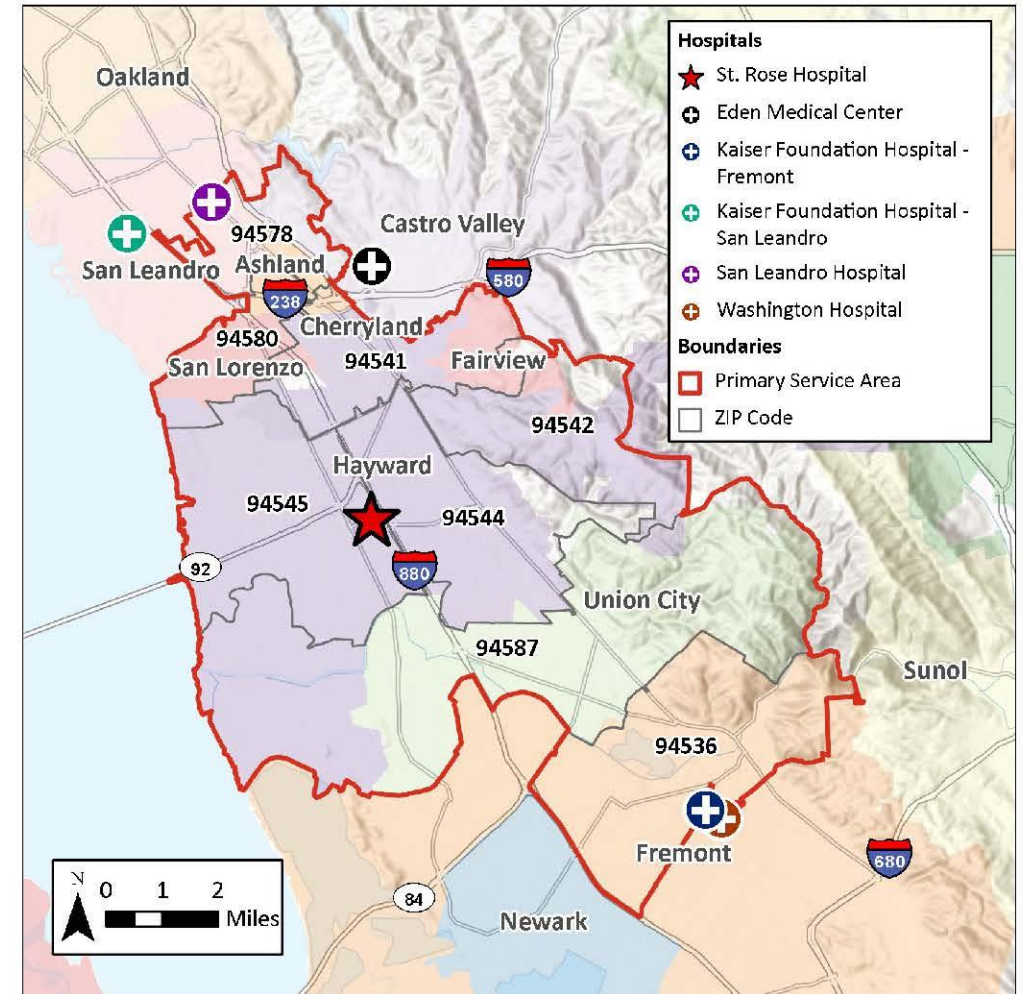 Hospitals
St. Rose Hospital
Eden Medical Center
Kaiser Foundation Hospital -
Fremont
Kaiser Foundation Hospital -
San Leandro
San Leandro Hospital
Washington Hospital
Boundaries
Primary Service Area
ZIP Code
Oakland
Castro Valley
94578
San Leandro
Ashland
580
238
Cherryland
94580
94541
San Lorenzo
Fairview
94542
Hayward
94545
94544
92
880
Union City
94587
Sunol
94536
Fremont
680
84
Newark
N
0 1 2
Miles